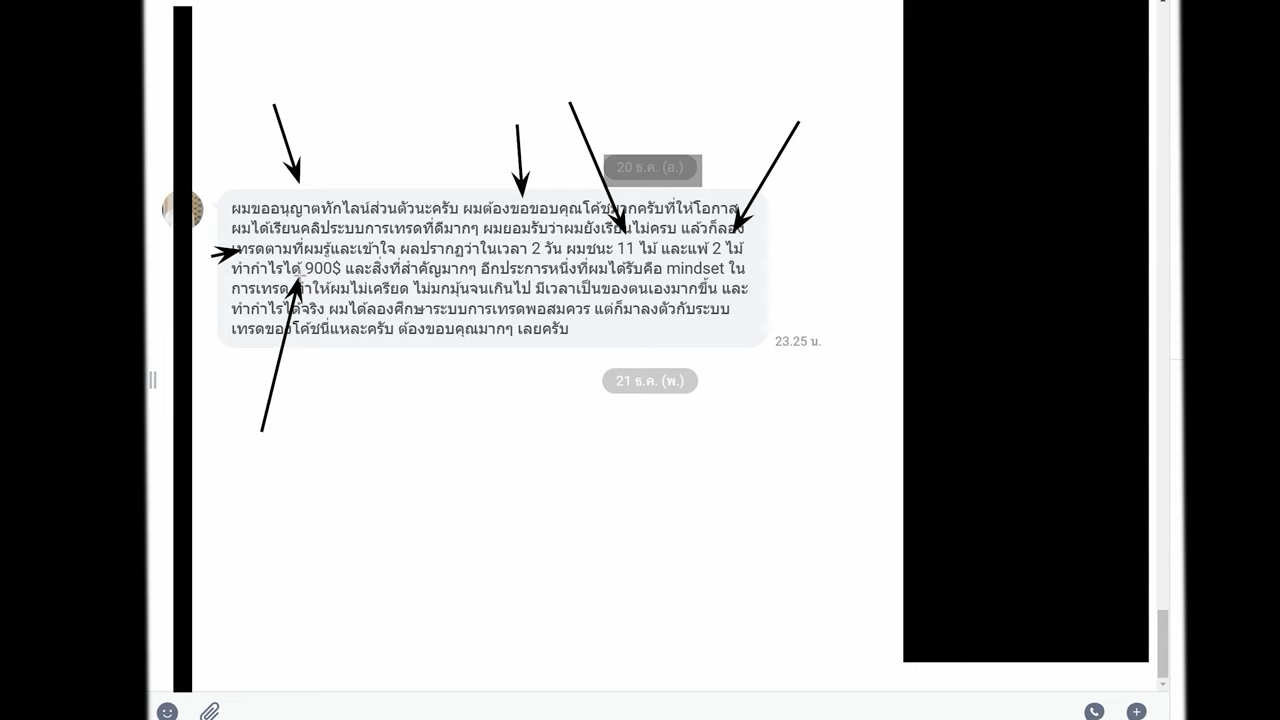 20 ธ.ค. (อ.)
ผมขออนุญาตทักไลน์ส่วนตัวนะครับ ผมต้องขอขอบคุณโค้ชมากครับที่ให้โอกาส
ผมได้เรียนคลิประบบการเทรดที่ดีมากๆ ผมยอมรับว่าผมยังเรียนไม่ครบ แล้วก็ลอง
เทรดตามที่ผมรู้และเข้าใจ ผลปรากฏว่าในเวลา 2 วัน ผมชนะ 11 ไม้ และแพ้ 2 ไม้
ทำกำไรได้ 900$ และสิ่งที่สำคัญมากๆ อีกประการหนึ่งที่ผมได้รับคือ mindset ใน
การเทรด ทำให้ผมไม่เครียด ไม่มกมุ้นจนเกินไป มีเวลาเป็นของตนเองมากขึ้น และ
ทำกำไรได้จริง ผมได้ลองศึกษาระบบการเทรดพอสมควร แต่ก็มาลงตัวกับระบบ
เทรดของโค้ชนี่แหละครับ ต้องขอบคุณมากๆ เลยครับ
23.25 น.
21 ธ.ค. (พ.)